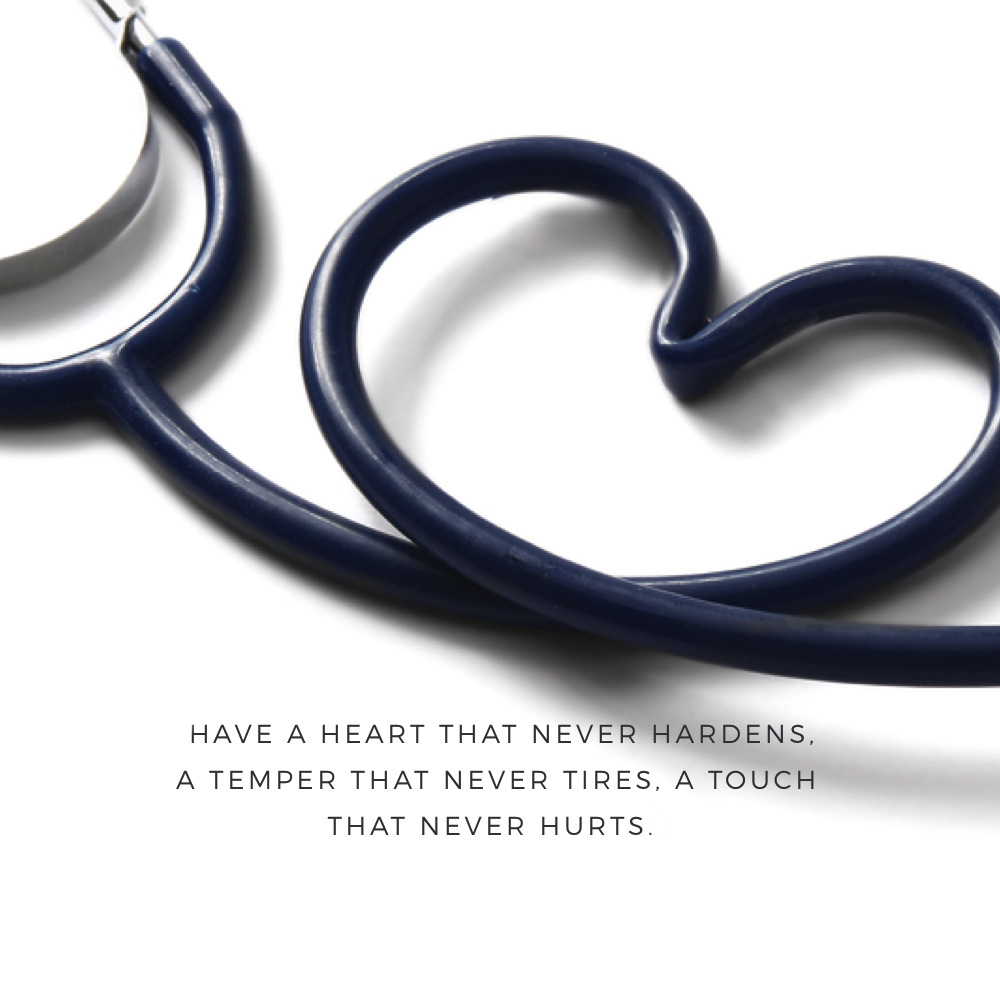 HAVE A HEART THAT NEVER HARDENS,
A TEMPER THAT NEVER TIRES, A TOUCH
THAT NEVER HURTS.